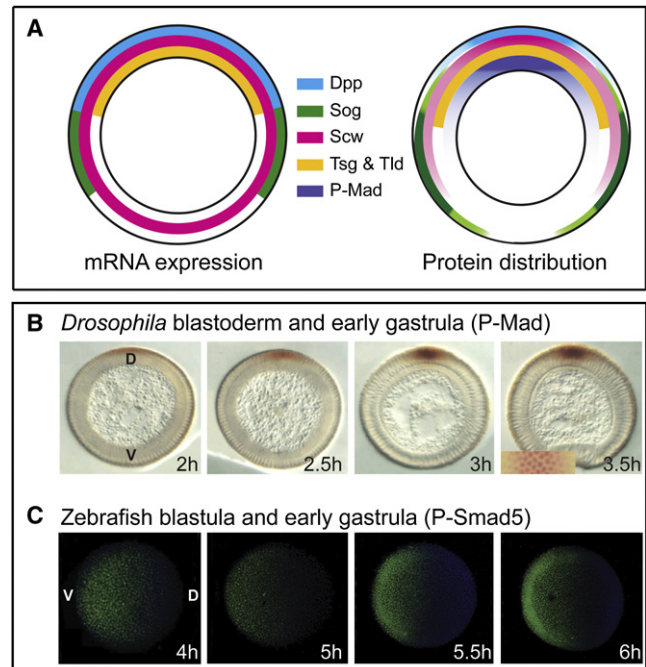 A
Dpp
Sog
Scw
Tsg & Tld
P-Mad
mRNA expression
Protein distribution
B Drosophila blastoderm and early gastrula (P-Mad)
D
V
2h
2.5h
3h
3.5h
C Zebrafish blastula and early gastrula (P-Smad5)
V
D
4h
5h
5.5h
6h